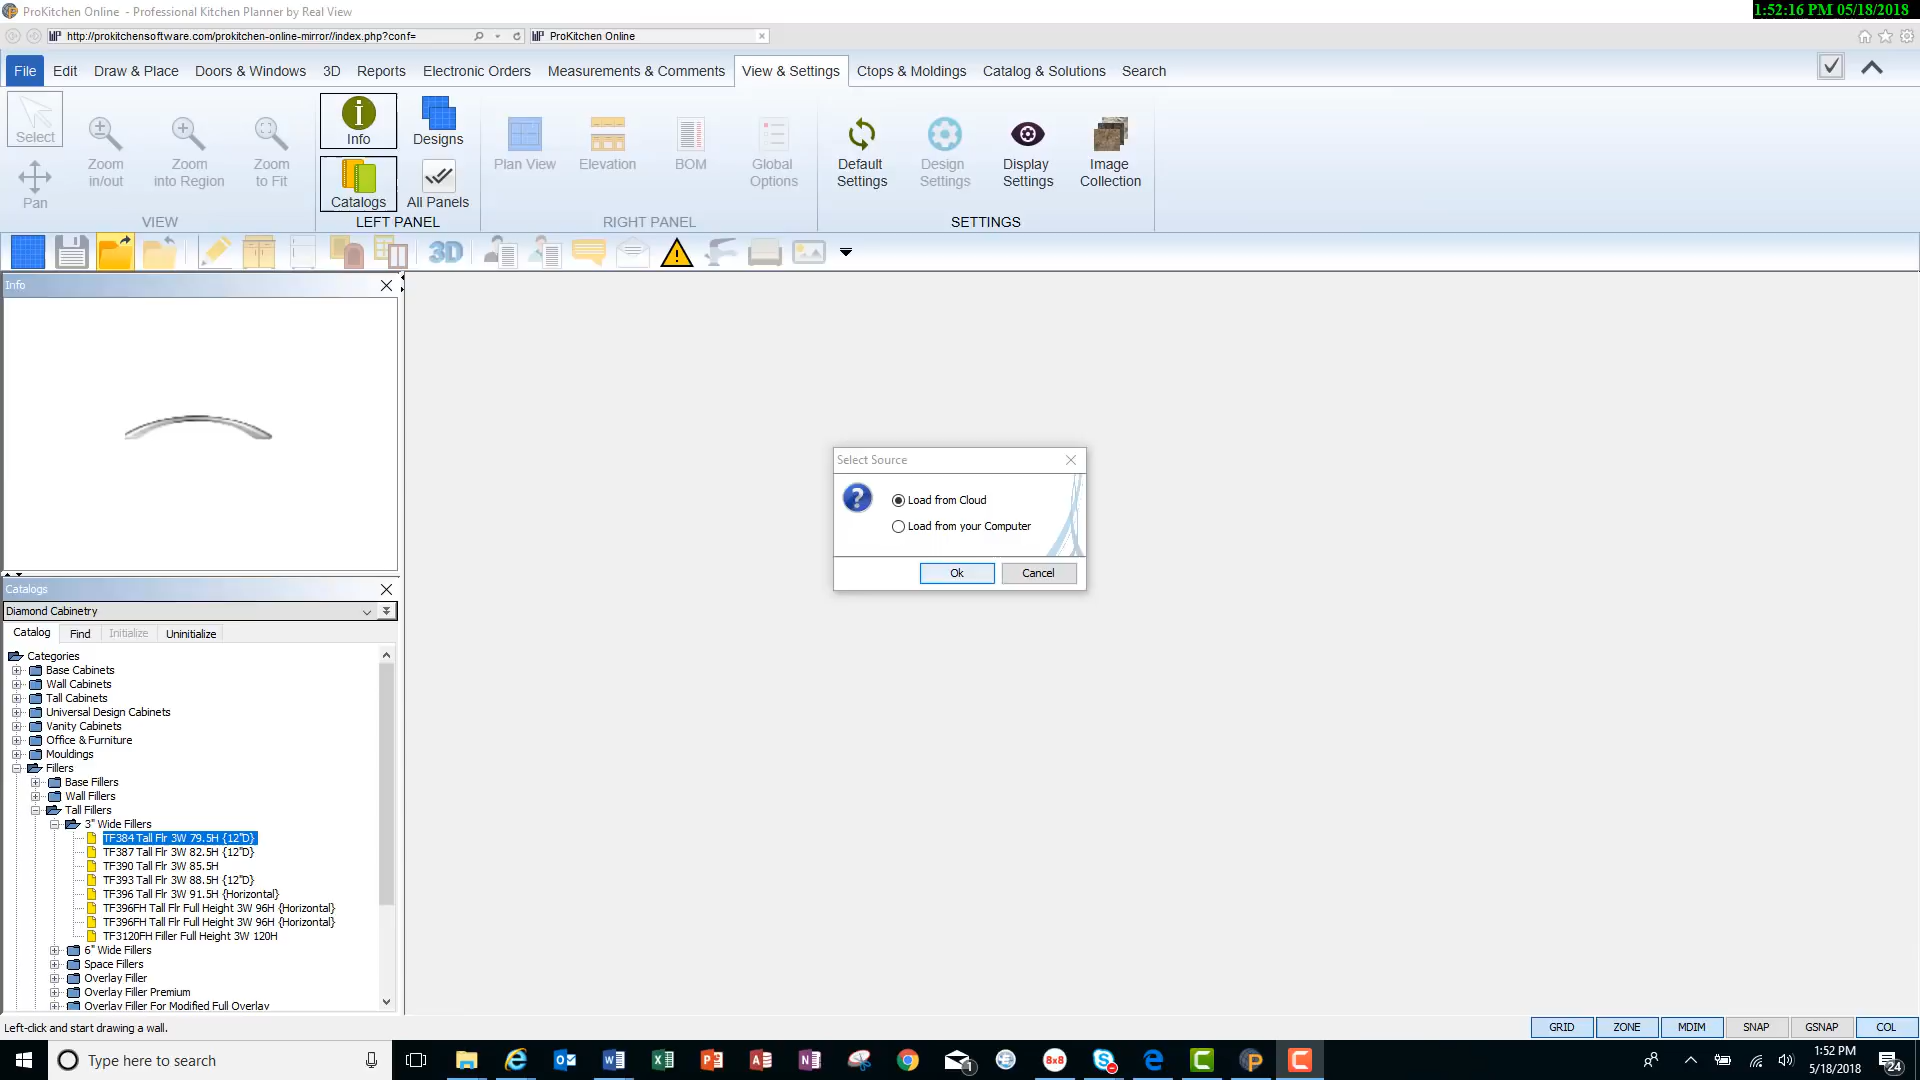 ProKitchen Online - Professional Kitchen Planner by Real View
1:52:16 PM 05/18/2018
http://prokitchensoftware.com/prokitchen-online-mirror//index.php?conf=
ProKitchen Online
File Edit Draw & Place Doors & Windows 3D Reports Electronic Orders Measurements & Comments View & Settings Ctops & Moldings Catalog & Solutions Search
Select
Pan
Zoom in/out
Zoom into Region
Zoom to Fit
VIEW
Info
Designs
Catalogs
All Panels
LEFT PANEL
Plan View
Elevation
BOM
Global Options
RIGHT PANEL
Default Settings
Design Settings
Display Settings
Image Collection
SETTINGS
3D
Info
Select Source
Load from Cloud
Load from your Computer
Ok
Cancel
Catalogs
Diamond Cabinetry
Catalog Find Initialize Uninitialize
Categories
Base Cabinets
Wall Cabinets
Tall Cabinets
Universal Design Cabinets
Vanity Cabinets
Office & Furniture
Mouldings
Fillers
Base Fillers
Wall Fillers
Tall Fillers
3" Wide Fillers
TF384 Tall Flr 3W 79.5H {12"D}
TF387 Tall Flr 3W 82.5H {12"D}
TF390 Tall Flr 3W 85.5H
TF393 Tall Flr 3W 88.5H {12"D}
TF396 Tall Flr 3W 91.5H {Horizontal}
TF396FH Tall Flr Full Height 3W 96H {Horizontal}
TF396FH Tall Flr Full Height 3W 96H {Horizontal}
TF3120FH Filler Full Height 3W 120H
6" Wide Fillers
Space Fillers
Overlay Filler
Overlay Filler Premium
Overlay Filler For Modified Full Overlay
Left-click and start drawing a wall.
GRID ZONE MDIM SNAP GSNAP COL
Type here to search
8x8
1:52 PM
5/18/2018
24